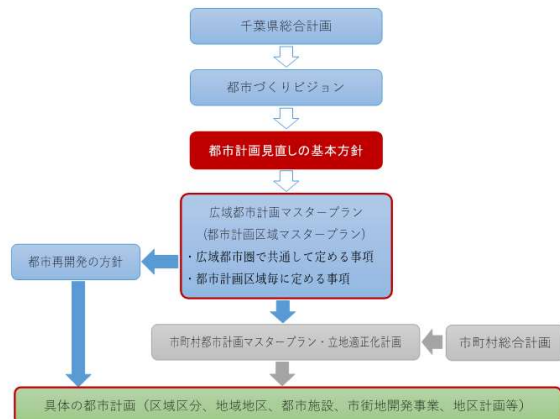 千葉県総合計画
都市づくりビジョン
都市計画見直しの基本方針
広域都市計画マスタープラン
(都市計画区域マスタープラン)
・広域都市圏で共通して定める事項
・都市計画区域毎に定める事項
都市再開発の方針
市町村都市計画マスタープラン・立地適正化計画
市町村総合計画
具体の都市計画（区域区分、地域地区、都市施設、市街地開発事業、地区計画等）